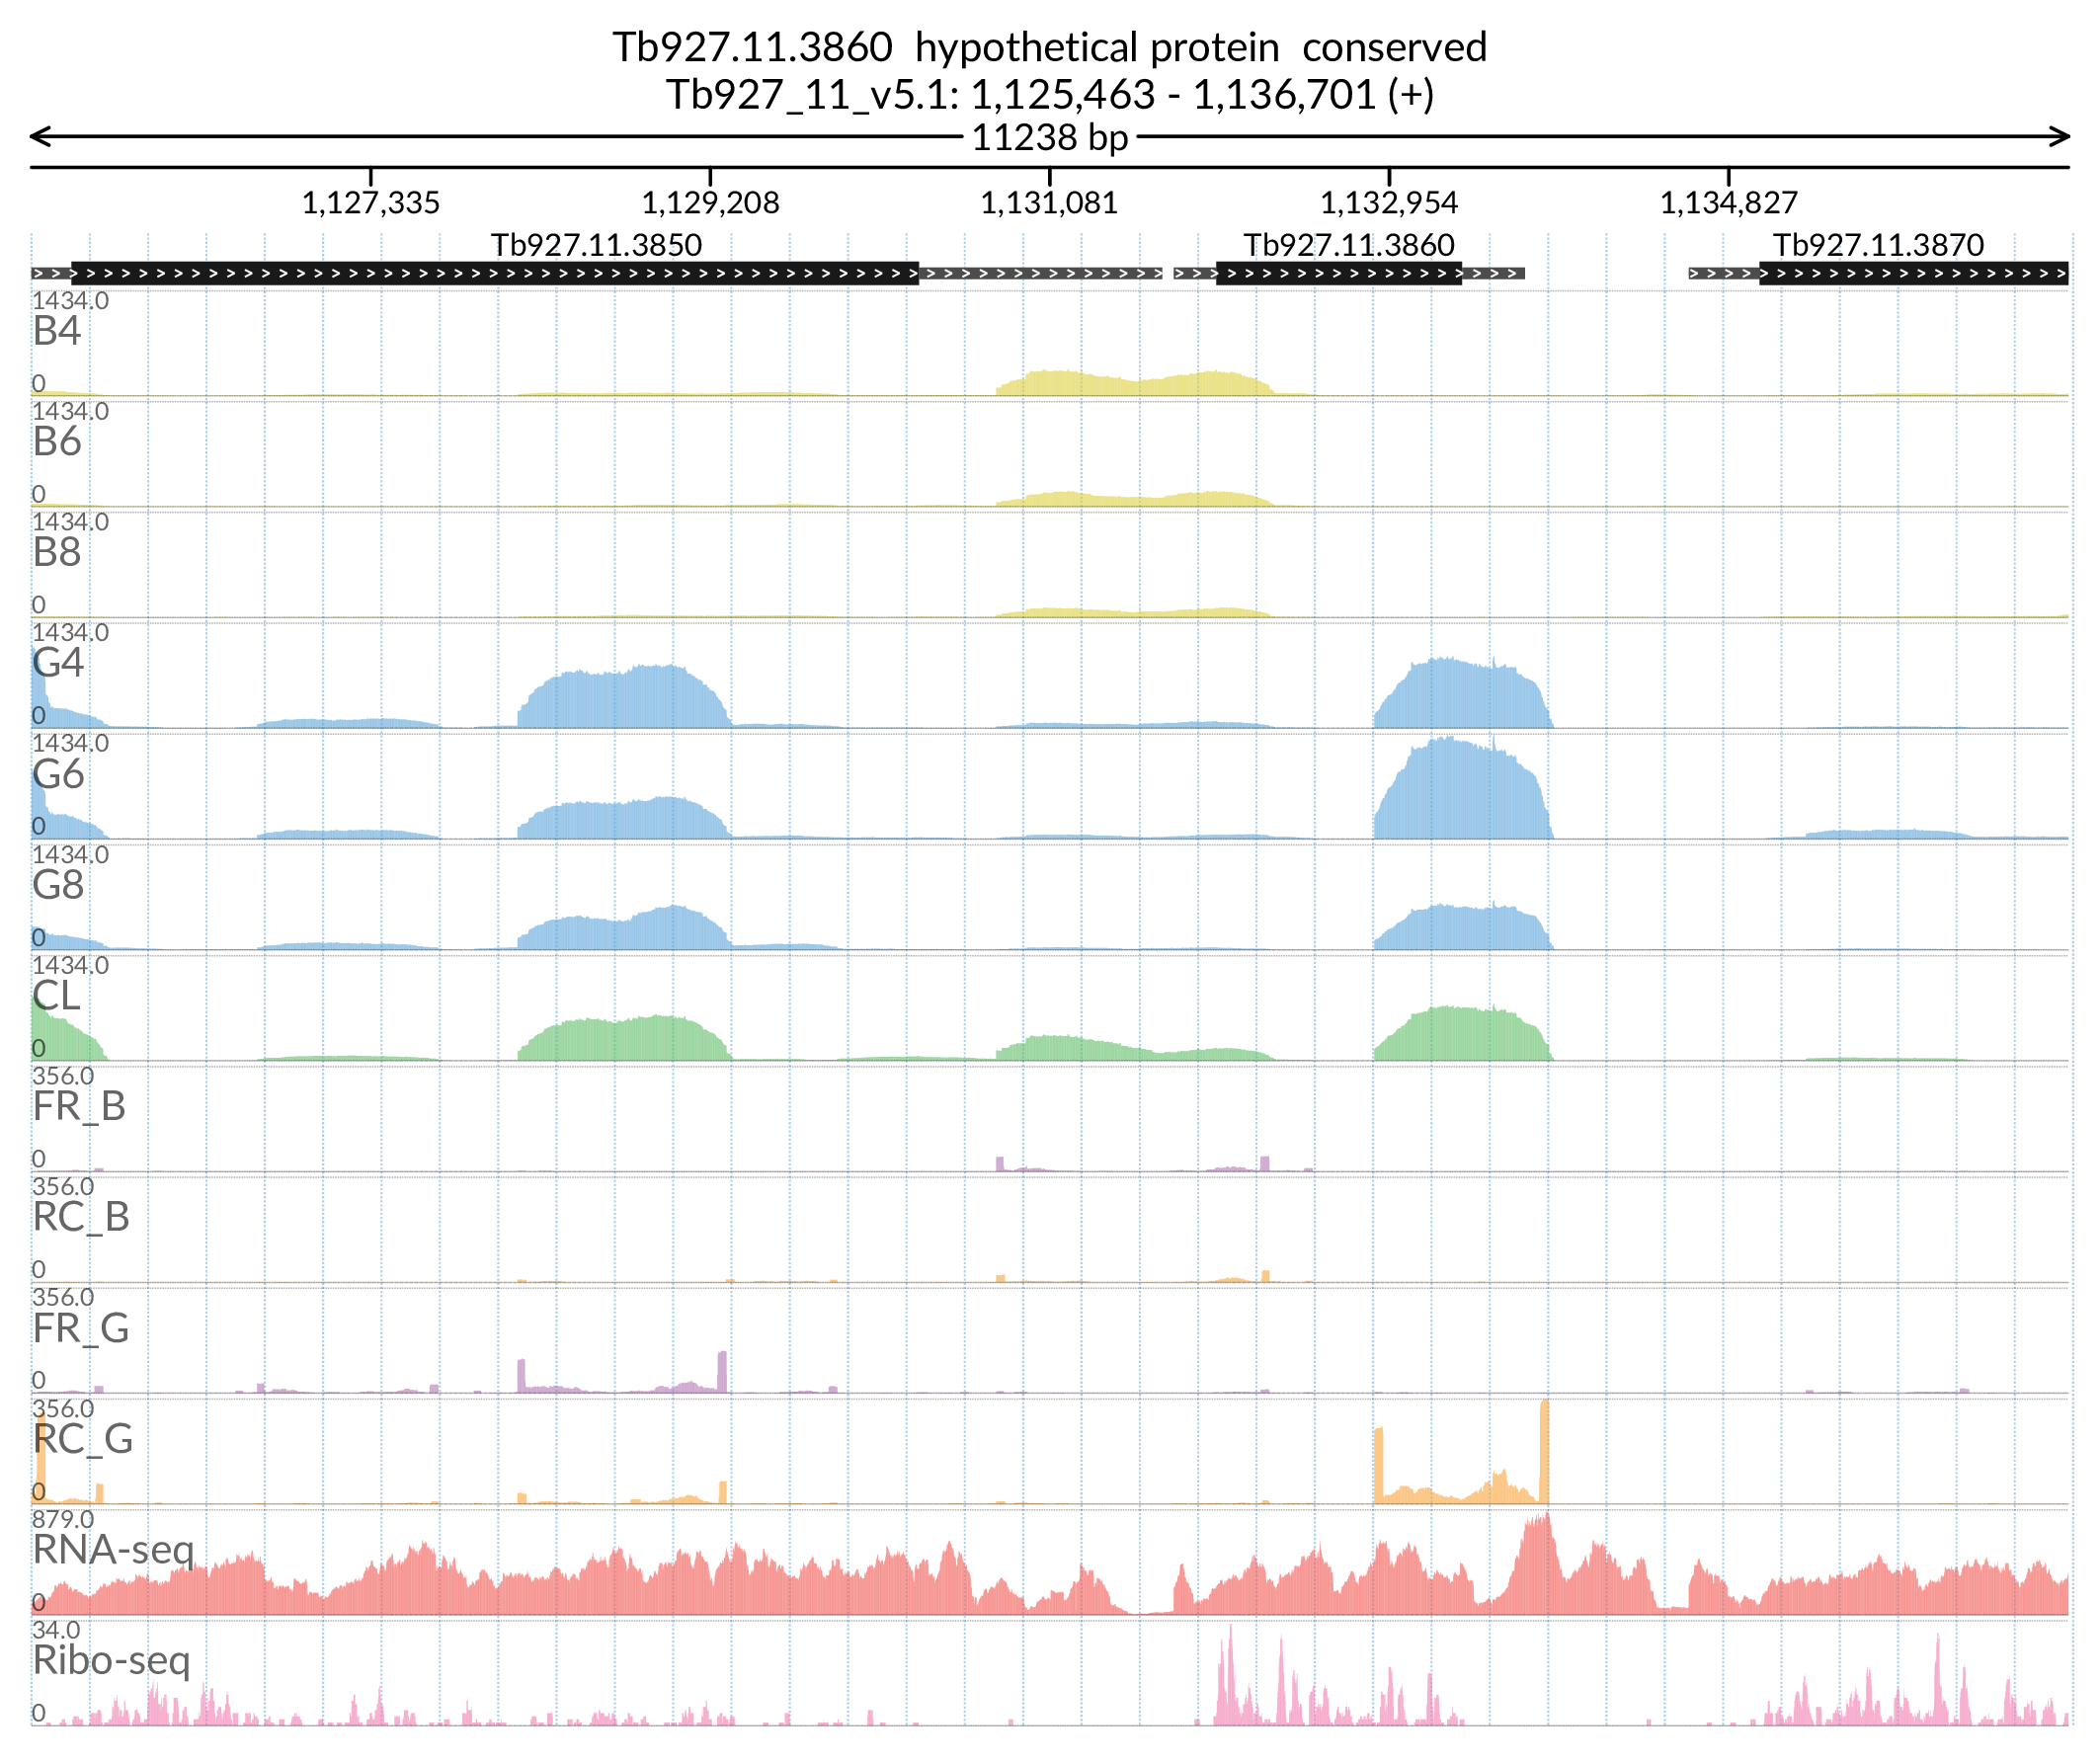 Tb927.11.3860 hypothetical protein conserved
Tb927_11_v5.1: 1,125,463 - 1,136,701 (+)
11238 bp
1,127,335 1,129,208 1,131,081 1,132,954 1,134,827
Tb927.11.3850 Tb927.11.3860 Tb927.11.3870
1434.0
B4
0
1434.0
B6
0
1434.0
B8
0
1434.0
G4
0
1434.0
G6
0
1434.0
G8
0
1434.0
CL
0
356.0
FR_B
0
356.0
RC_B
0
356.0
FR_G
0
356.0
RC_G
0
879.0
RNA-seq
0
34.0
Ribo-seq
0